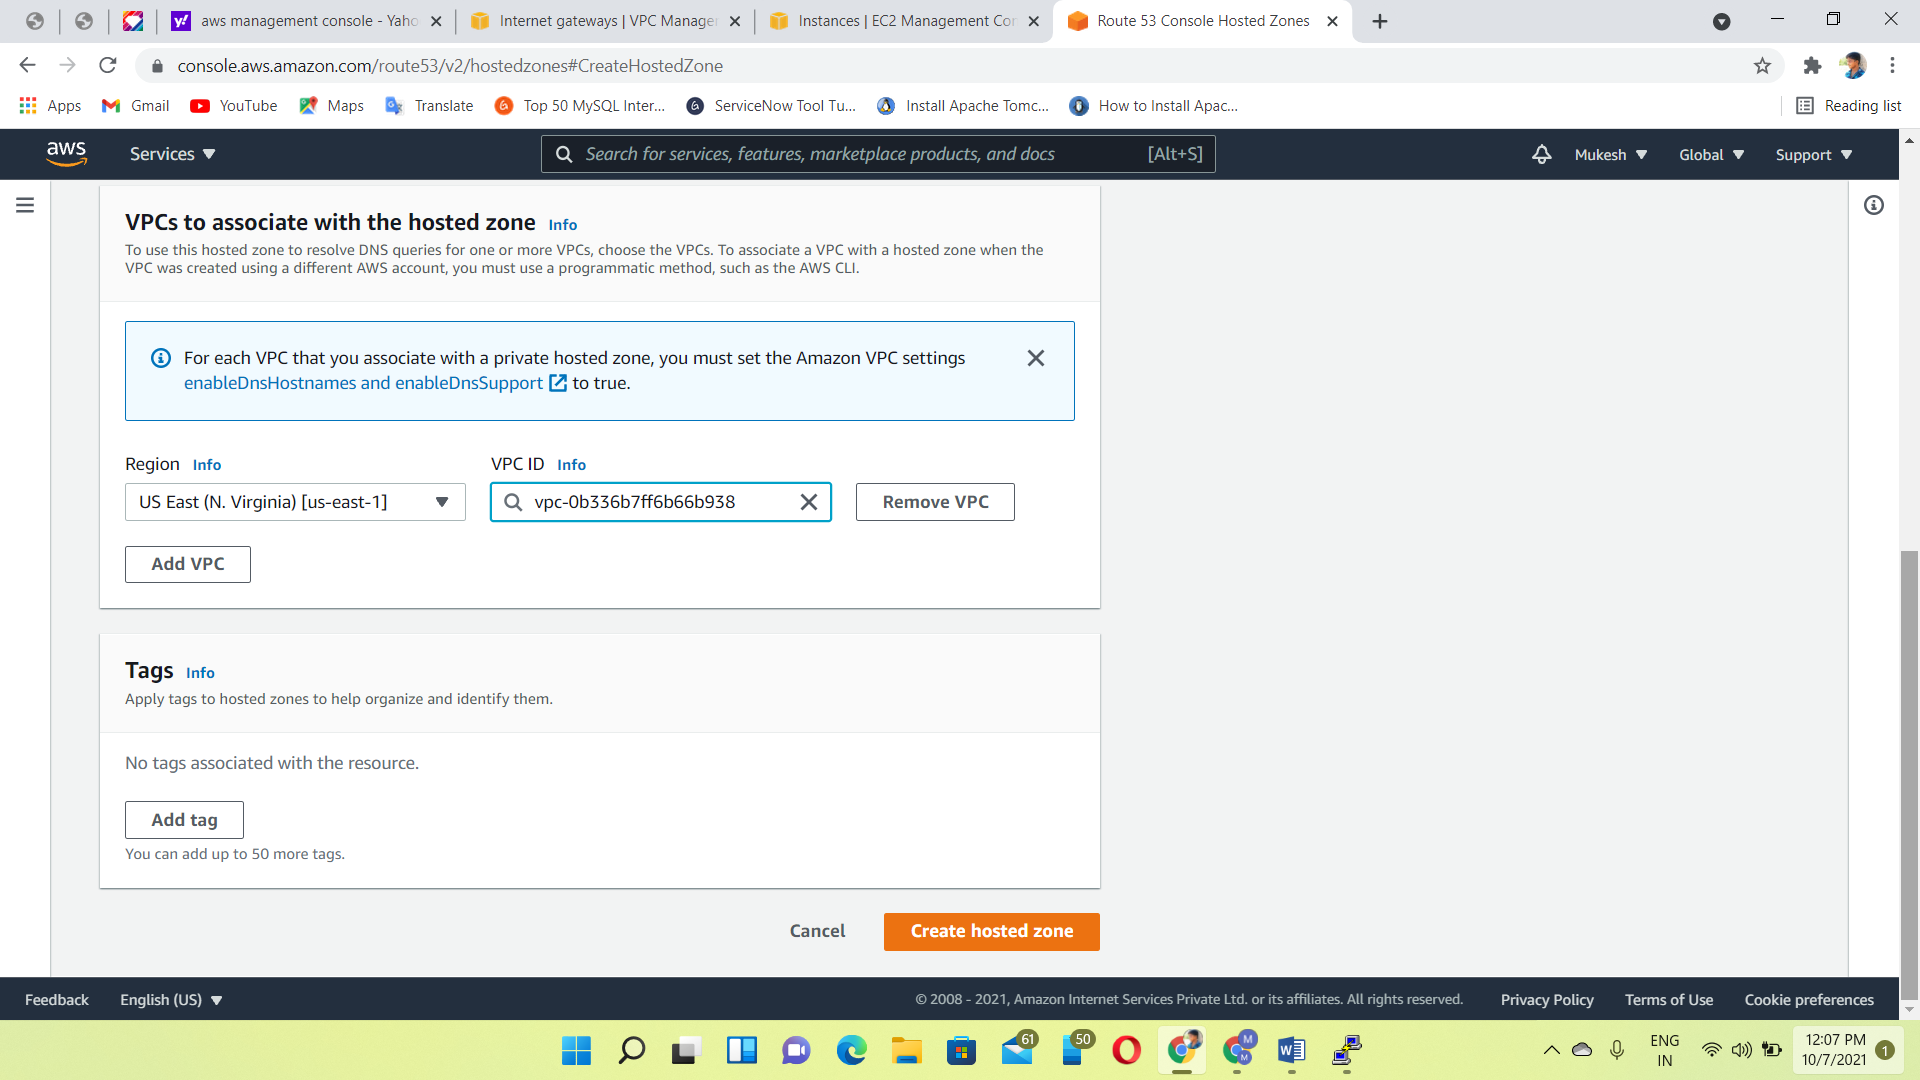 aws management console - Yaho
Internet gateways | VPC Manage
Instances | EC2 Management Con
Route 53 Console Hosted Zones
console.aws.amazon.com/route53/v2/hostedzones#CreateHostedZone
Apps
Gmail
YouTube
Maps
Translate
Top 50 MySQL Inter...
ServiceNow Tool Tu...
Install Apache Tomc...
How to Install Apac...
Reading list
aws
Services
Search for services, features, marketplace products, and docs
[Alt+S]
Mukesh
Global
Support
VPCs to associate with the hosted zone Info
To use this hosted zone to resolve DNS queries for one or more VPCs, choose the VPCs. To associate a VPC with a hosted zone when the
VPC was created using a different AWS account, you must use a programmatic method, such as the AWS CLI.
For each VPC that you associate with a private hosted zone, you must set the Amazon VPC settings
enableDnsHostnames and enableDnsSupport to true.
Region Info
VPC ID Info
US East (N. Virginia) [us-east-1]
vpc-0b336b7ff6b66b938
Remove VPC
Add VPC
Tags Info
Apply tags to hosted zones to help organize and identify them.
No tags associated with the resource.
Add tag
You can add up to 50 more tags.
Cancel
Create hosted zone
Feedback
English (US)
© 2008 - 2021, Amazon Internet Services Private Ltd. or its affiliates. All rights reserved.
Privacy Policy
Terms of Use
Cookie preferences
61
50
M
M
ENG
IN
12:07 PM
10/7/2021
1